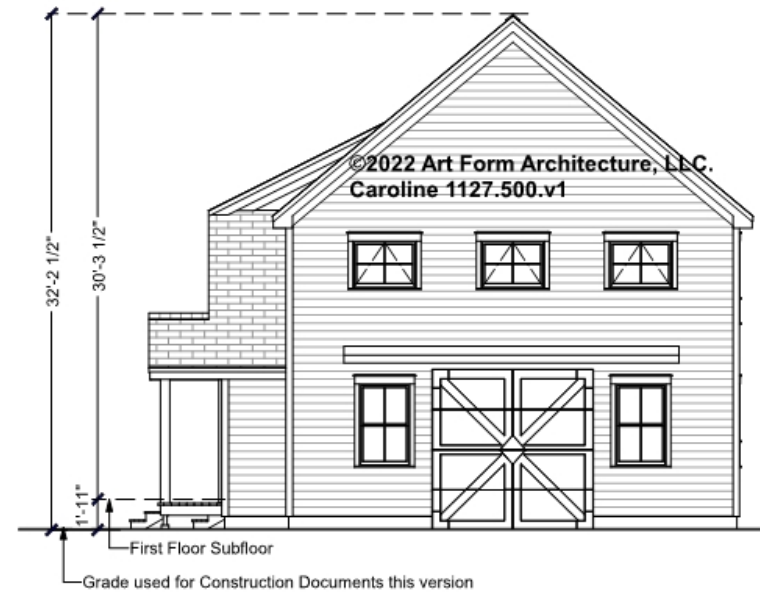 ©2022 Art Form Architecture, LLC.
Caroline 1127.500.v1
32'-2 1/2"
30'-3 1/2"
1'-11"
First Floor Subfloor
Grade used for Construction Documents this version